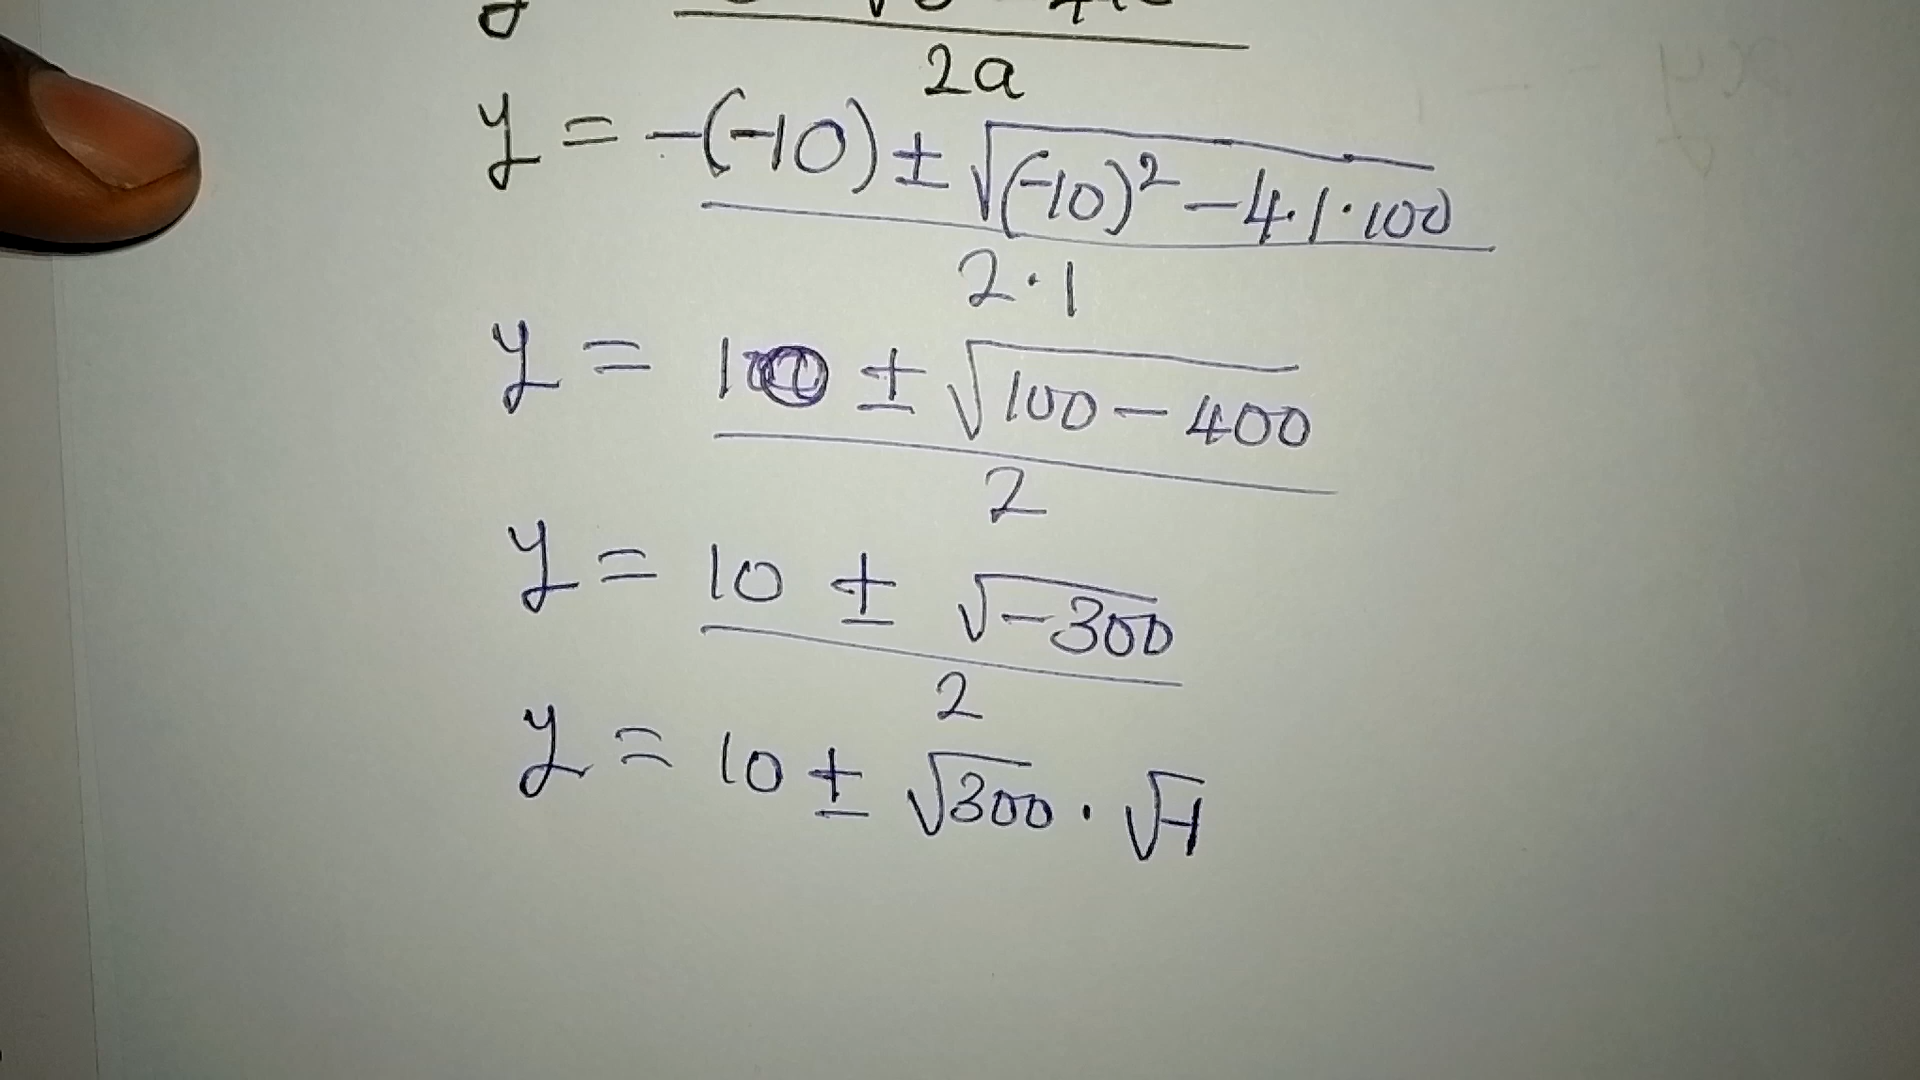 2a
y = -(-10) ± √(-10)² - 4·1·100
2·1
y = 10 ± √100 - 400
2
y = 10 ± √-300
2
y = 10 ± √300 · √-1